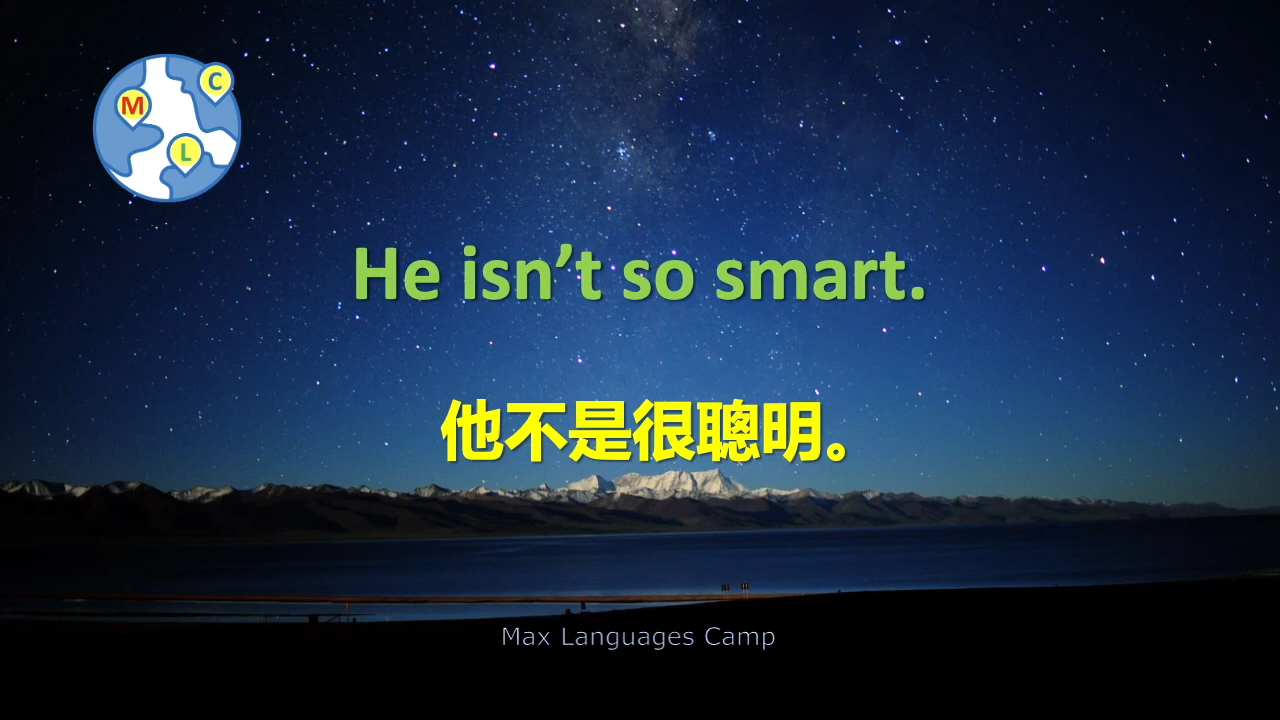 M
C
L
He isn’t so smart.
他不是很聰明。
Max Languages Camp